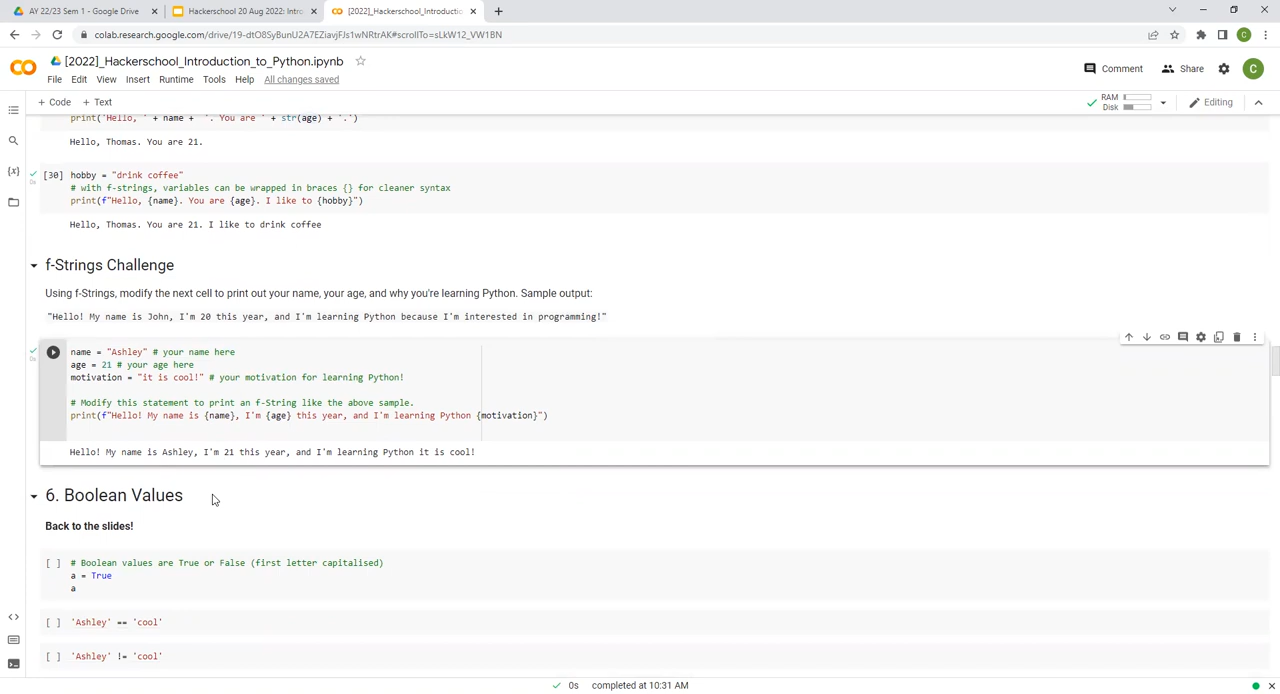 AY 22/23 Sem 1 - Google Drive
Hackerschool 20 Aug 2022: Intro
[2022]_Hackerschool_Introductio
colab.research.google.com/drive/19-dtO8SyBunU2A7EZiavjFJs1wNRtrAK#scrollTo=sLkW12_VW1BN
[2022]_Hackerschool_Introduction_to_Python.ipynb
File Edit View Insert Runtime Tools Help All changes saved
Comment Share C
+ Code + Text
RAM
Disk
Editing
print('Hello, ' + name + '. You are ' + str(age) + '.')
Hello, Thomas. You are 21.
[30] hobby = "drink coffee"
0s
# with f-strings, variables can be wrapped in braces {} for cleaner syntax
print(f"Hello, {name}. You are {age}. I like to {hobby}")
Hello, Thomas. You are 21. I like to drink coffee
f-Strings Challenge
Using f-Strings, modify the next cell to print out your name, your age, and why you're learning Python. Sample output:
"Hello! My name is John, I'm 20 this year, and I'm learning Python because I'm interested in programming!"
name = "Ashley" # your name here
0s
age = 21 # your age here
motivation = "it is cool!" # your motivation for learning Python!
# Modify this statement to print an f-String like the above sample.
print(f"Hello! My name is {name}, I'm {age} this year, and I'm learning Python {motivation}")
Hello! My name is Ashley, I'm 21 this year, and I'm learning Python it is cool!
6. Boolean Values
Back to the slides!
[ ] # Boolean values are True or False (first letter capitalised)
a = True
a
[ ] 'Ashley' == 'cool'
[ ] 'Ashley' != 'cool'
0s completed at 10:31 AM